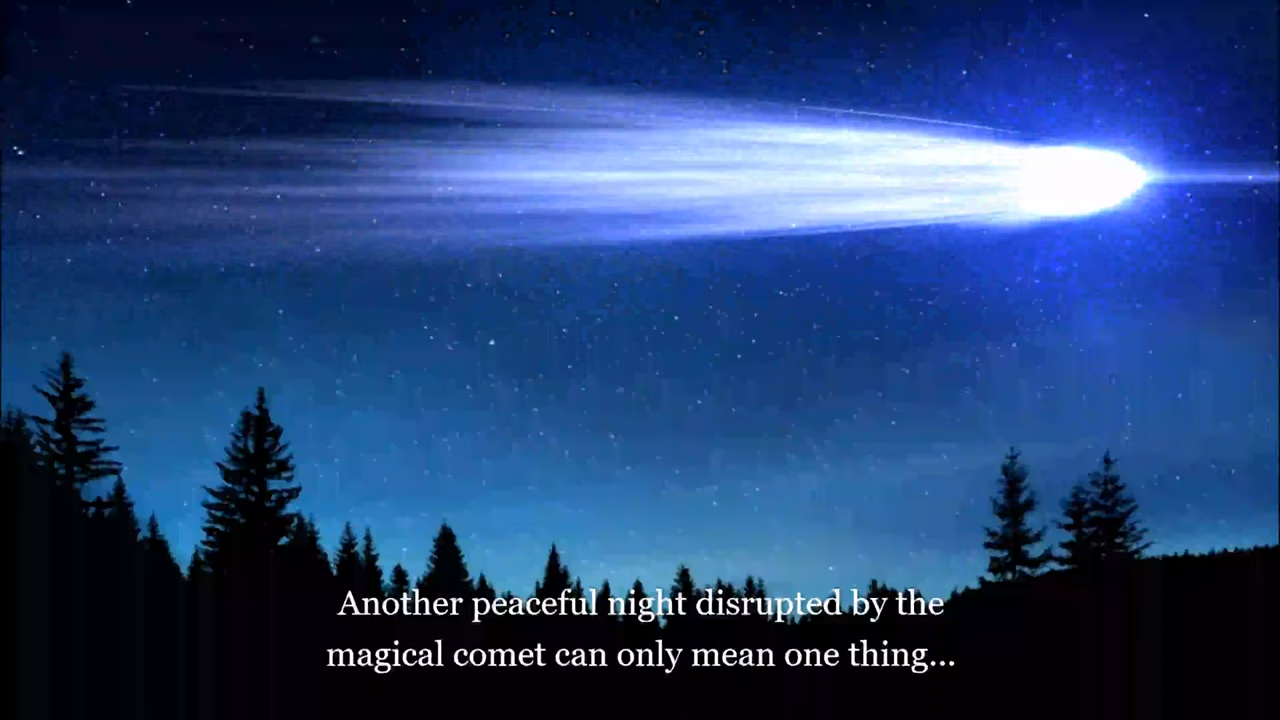 Another peaceful night disrupted by the
magical comet can only mean one thing...